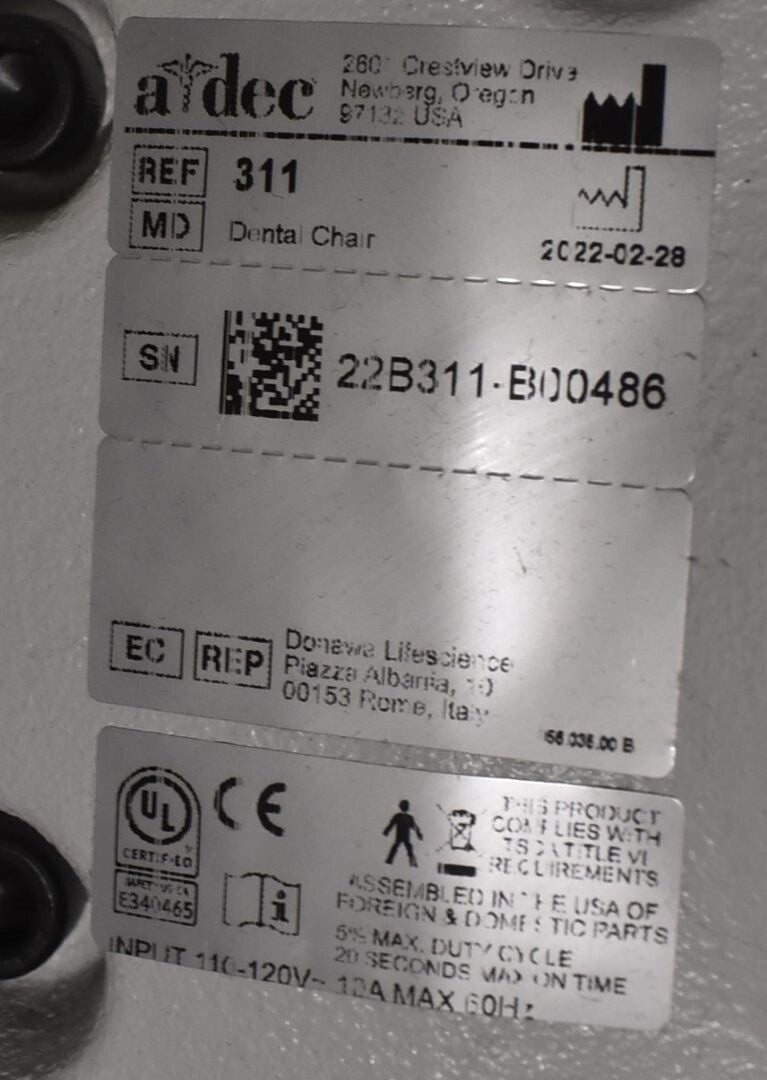 a dec
2601 Crestview Drive
Newberg, Oregon
97132 USA
REF 311
MD Dental Chair
2022-02-28
SN 22B311-B00486
EC REP
Donawa Lifescience
Piazza Albania, 10
00153 Rome, Italy
UL
CERTIFIED
SAFETY US CA
E340465
CE
i
THIS PRODUCT
COMPLIES WITH
TSCA TITLE VI
REQUIREMENTS
ASSEMBLED IN THE USA OF
FOREIGN & DOMESTIC PARTS
5% MAX. DUTY CYCLE
20 SECONDS MAX ON TIME
INPUT 110-120V~ 12A MAX 60Hz